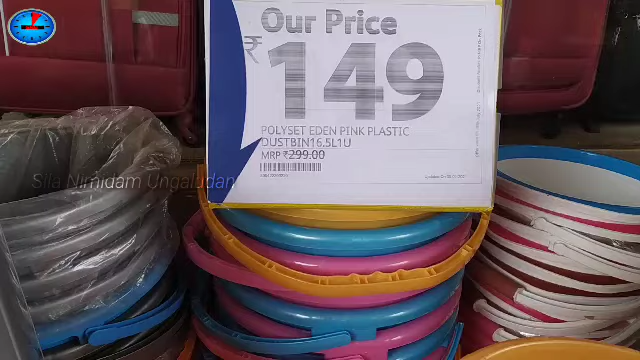 Our Price
₹149
POLYSET EDEN PINK PLASTIC
DUSTBIN16.5L1U
MRP ₹299.00
Sila Nimidam Ungaludan